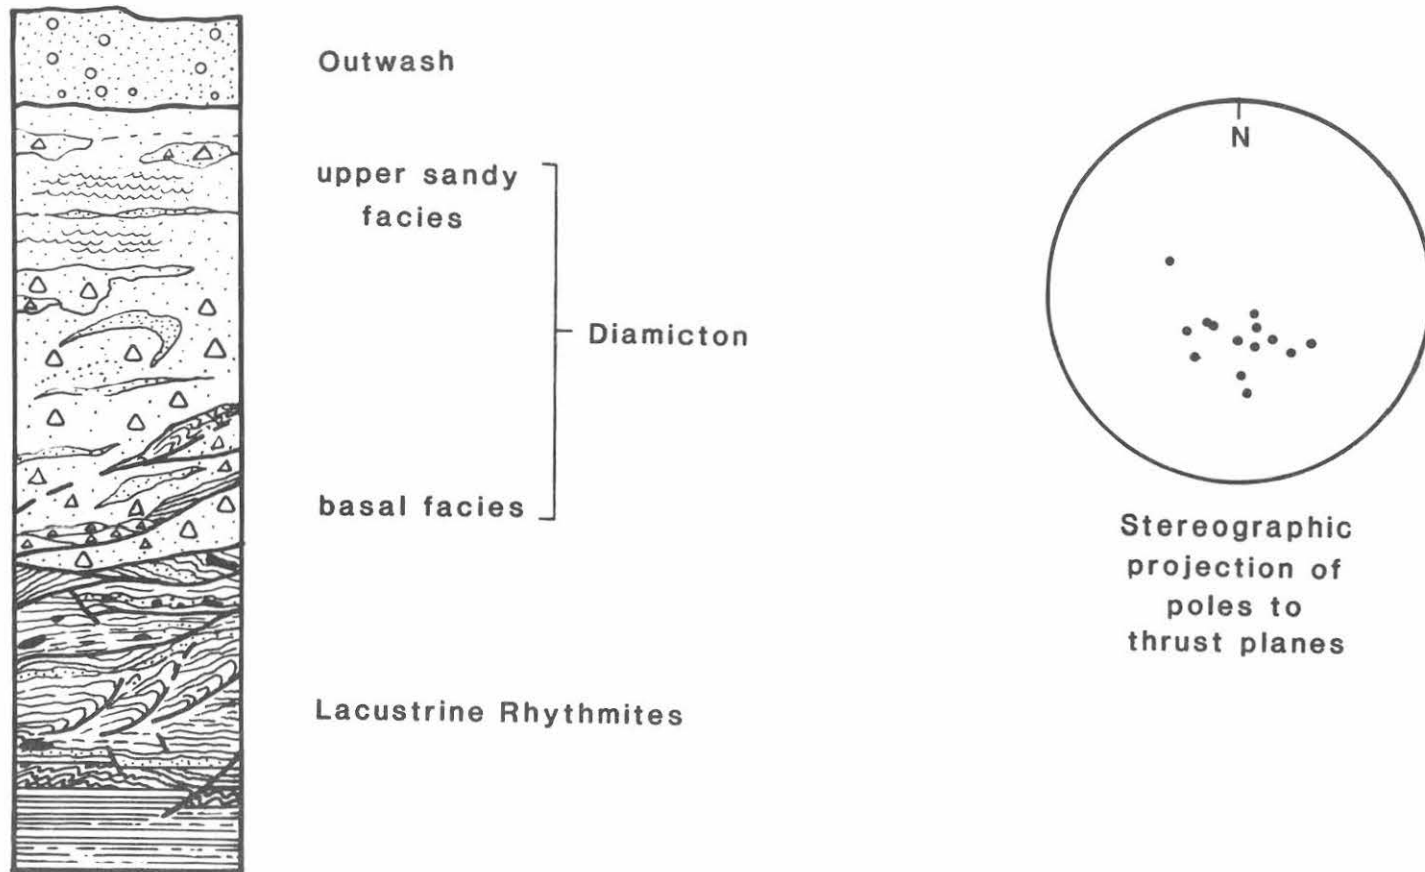 Outwash
upper sandy
facies
Diamicton
basal facies
Lacustrine Rhythmites
N
Stereographic
projection of
poles to
thrust planes